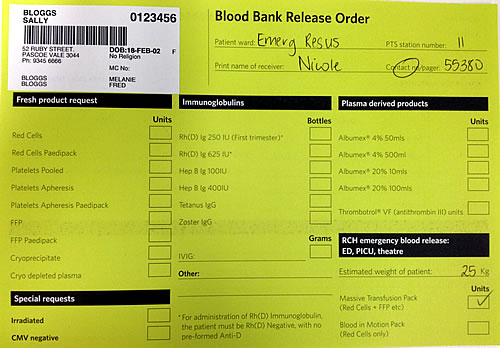 BLOGGS
SALLY
0123456
52 RUBY STREET.
PASCOE VALE 3044
Ph: 9345 6666
DOB:18-FEB-02 F
No Religion
MC No:
BLOGGS MELANIE
BLOGGS FRED
Blood Bank Release Order
Patient ward: Emerg Resus PTS station number: 11
Print name of receiver: Nicole Contact no/pager: 55380
Fresh product request
Units
Red Cells
Red Cells Paedipack
Platelets Pooled
Platelets Apheresis
Platelets Apheresis Paedipack
FFP
FFP Paedipack
Cryoprecipitate
Cryo depleted plasma
Special requests
Irradiated
CMV negative
Immunoglobulins
Bottles
Rh(D) Ig 250 IU (First trimester)*
Rh(D) Ig 625 IU*
Hep B Ig 100IU
Hep B Ig 400IU
Tetanus IgG
Zoster IgG
Grams
IVIG:
Other:
*For administration of Rh(D) Immunoglobulin,
the patient must be Rh(D) Negative, with no
pre-formed Anti-D
Plasma derived products
Units
Albumex® 4% 50mls
Albumex® 4% 500ml
Albumex® 20% 10mls
Albumex® 20% 100mls
Thrombotrol® VF (antithrombin III) units
RCH emergency blood release:
ED, PICU, theatre
Estimated weight of patient: 25 Kg
Units
Massive Transfusion Pack
(Red Cells + FFP etc)
Blood in Motion Pack
(Red Cells only)